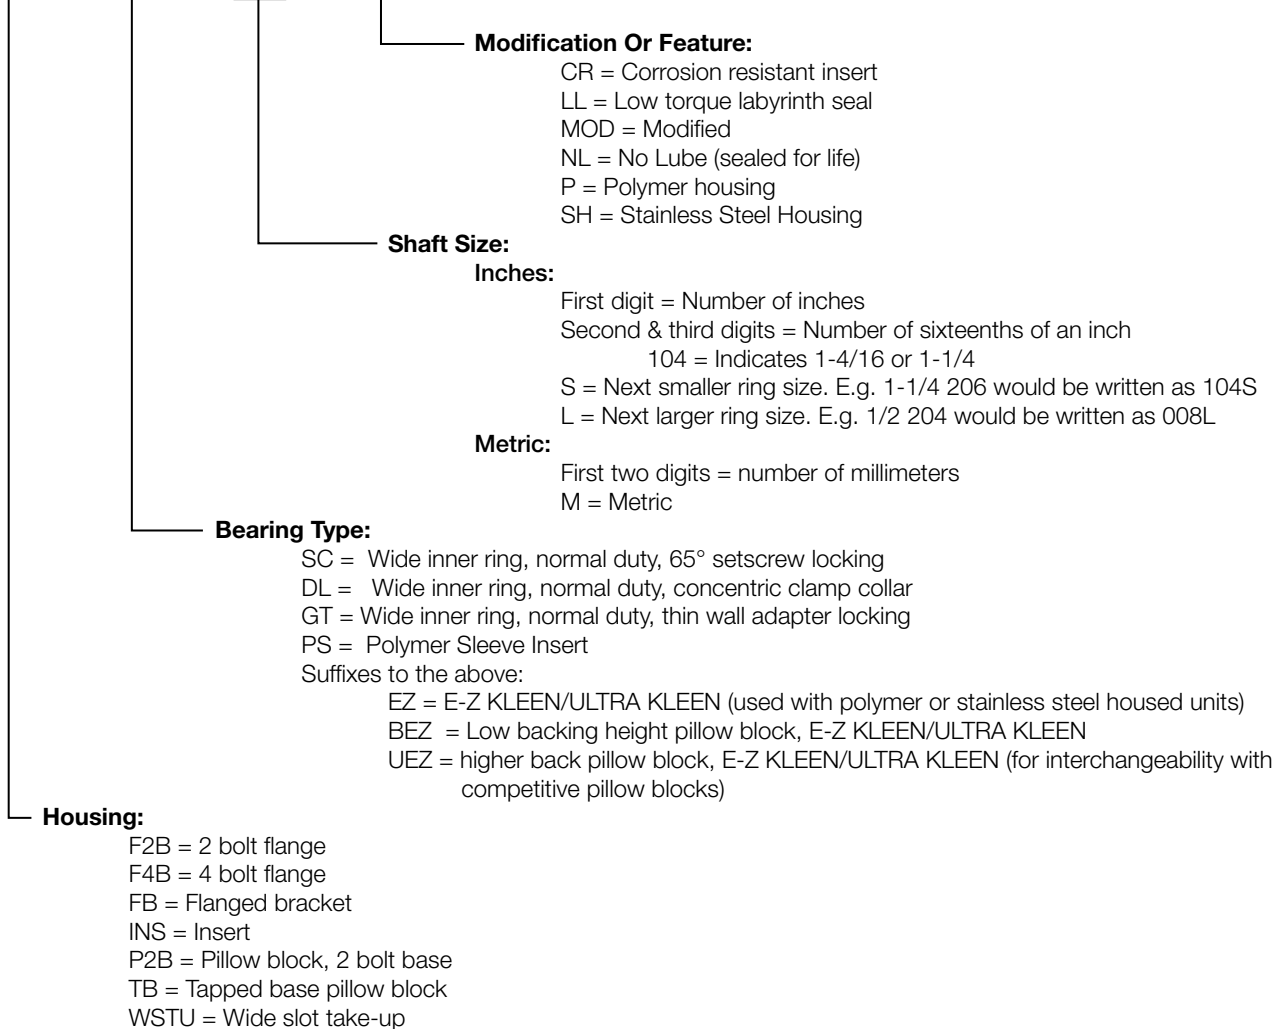 Modification Or Feature:
CR = Corrosion resistant insert
LL = Low torque labyrinth seal
MOD = Modified
NL = No Lube (sealed for life)
P = Polymer housing
SH = Stainless Steel Housing
Shaft Size:
Inches:
First digit = Number of inches
Second & third digits = Number of sixteenths of an inch
104 = Indicates 1-4/16 or 1-1/4
S = Next smaller ring size. E.g. 1-1/4 206 would be written as 104S
L = Next larger ring size. E.g. 1/2 204 would be written as 008L
Metric:
First two digits = number of millimeters
M = Metric
Bearing Type:
SC = Wide inner ring, normal duty, 65° setscrew locking
DL = Wide inner ring, normal duty, concentric clamp collar
GT = Wide inner ring, normal duty, thin wall adapter locking
PS = Polymer Sleeve Insert
Suffixes to the above:
EZ = E-Z KLEEN/ULTRA KLEEN (used with polymer or stainless steel housed units)
BEZ = Low backing height pillow block, E-Z KLEEN/ULTRA KLEEN
UEZ = higher back pillow block, E-Z KLEEN/ULTRA KLEEN (for interchangeability with
competitive pillow blocks)
Housing:
F2B = 2 bolt flange
F4B = 4 bolt flange
FB = Flanged bracket
INS = Insert
P2B = Pillow block, 2 bolt base
TB = Tapped base pillow block
WSTU = Wide slot take-up